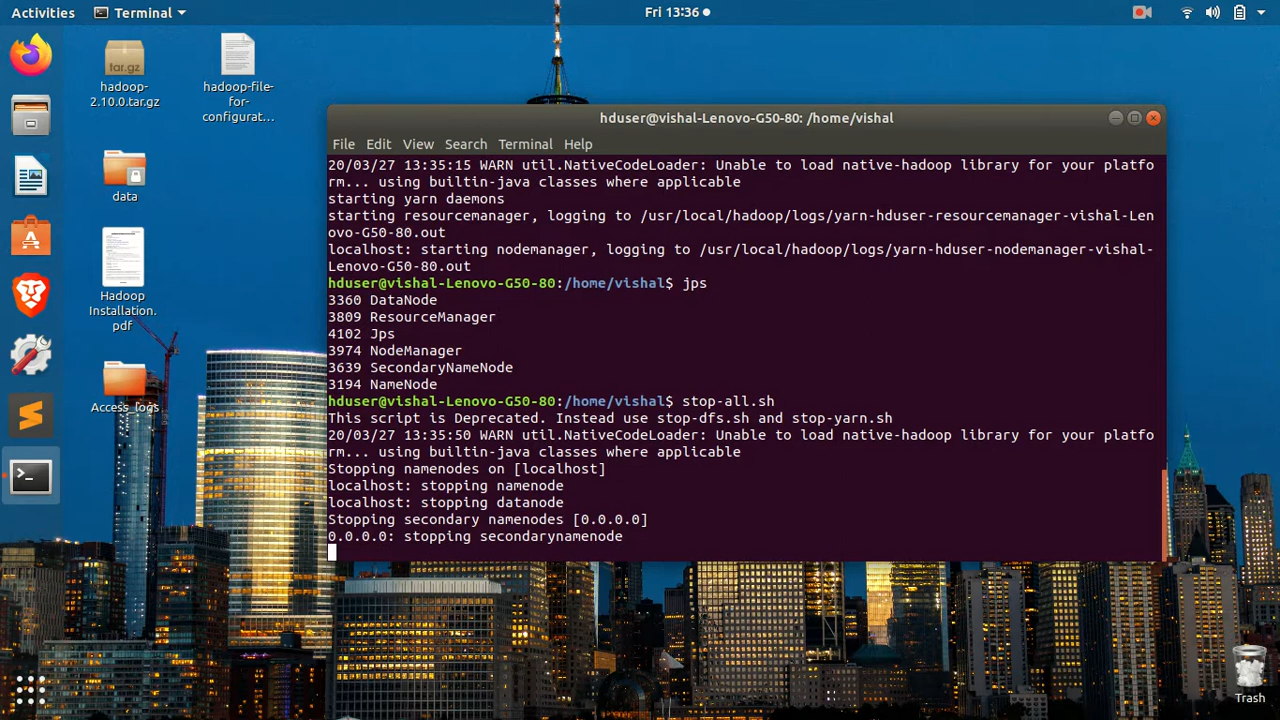 Activities
Terminal
Fri 13:36
tar.gz
hadoop-
2.10.0.tar.gz
hadoop-file-
for-
configurat...
data
Hadoop
Installation.
pdf
Access_logs
Trash
hduser@vishal-Lenovo-G50-80: /home/vishal
File Edit View Search Terminal Help
20/03/27 13:35:15 WARN util.NativeCodeLoader: Unable to load native-hadoop library for your platfo
rm... using builtin-java classes where applicable
starting yarn daemons
starting resourcemanager, logging to /usr/local/hadoop/logs/yarn-hduser-resourcemanager-vishal-Len
ovo-G50-80.out
localhost: starting nodemanager, logging to /usr/local/hadoop/logs/yarn-hduser-nodemanager-vishal-
Lenovo-G50-80.out
hduser@vishal-Lenovo-G50-80:/home/vishal$ jps
3360 DataNode
3809 ResourceManager
4102 Jps
3974 NodeManager
3639 SecondaryNameNode
3194 NameNode
hduser@vishal-Lenovo-G50-80:/home/vishal$ stop-all.sh
This script is Deprecated. Instead use stop-dfs.sh and stop-yarn.sh
20/03/27 13:35:50 WARN util.NativeCodeLoader: Unable to load native-hadoop library for your platfo
rm... using builtin-java classes where applicable
Stopping namenodes on [localhost]
localhost: stopping namenode
localhost: stopping datanode
Stopping secondary namenodes [0.0.0.0]
0.0.0.0: stopping secondarynamenode